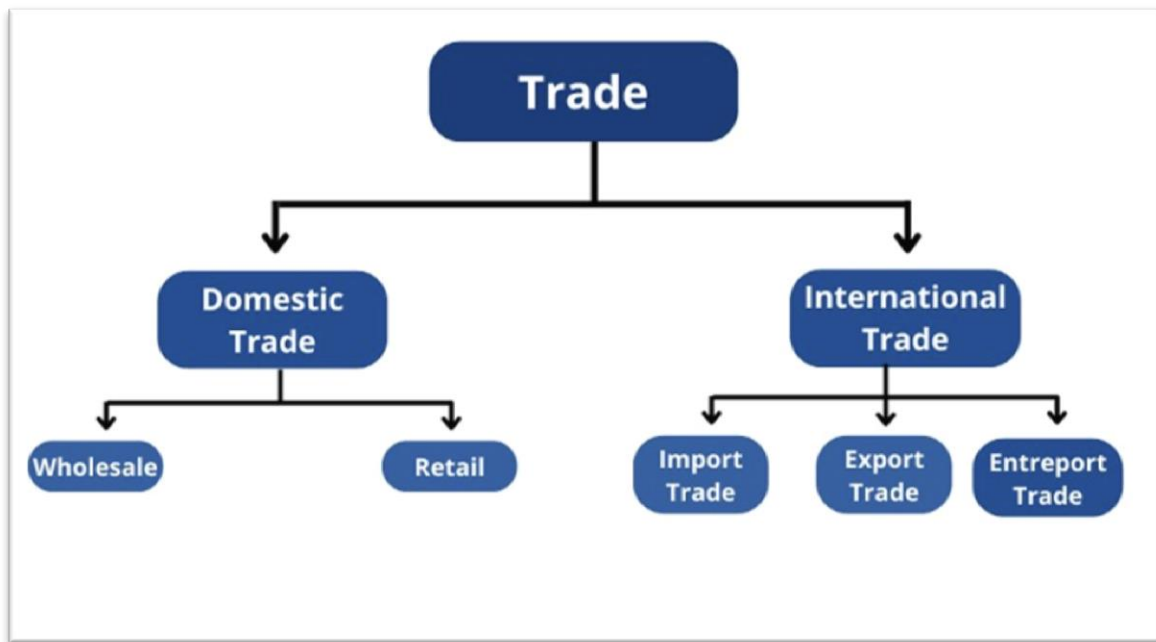 Trade
Domestic
Trade
International
Trade
Wholesale
Retail
Import
Trade
Export
Trade
Entreport
Trade